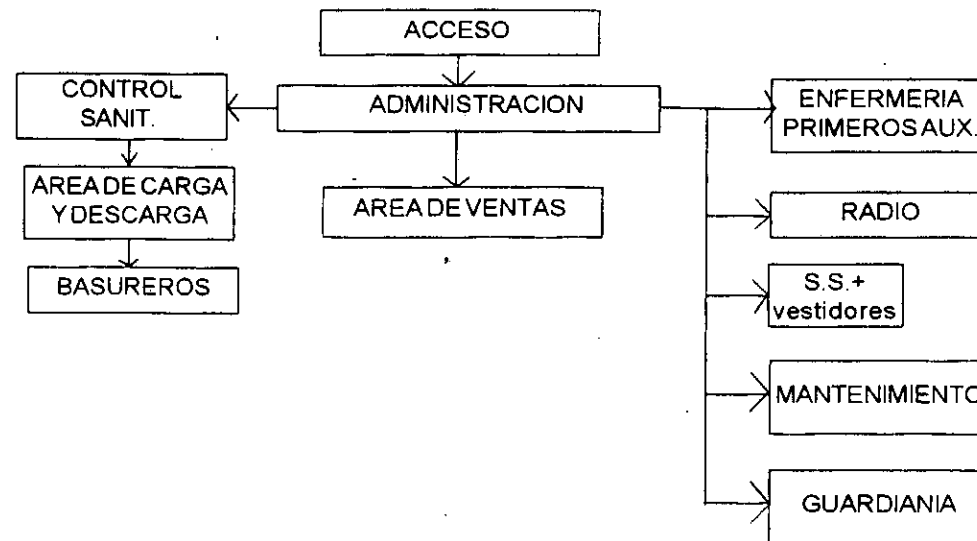 ACCESO
CONTROL
SANIT.
ADMINISTRACION
ENFERMERIA
PRIMEROS AUX.
AREA DE CARGA
Y DESCARGA
AREA DE VENTAS
RADIO
BASUREROS
S.S.+
vestidores
MANTENIMIENTO
GUARDIANIA